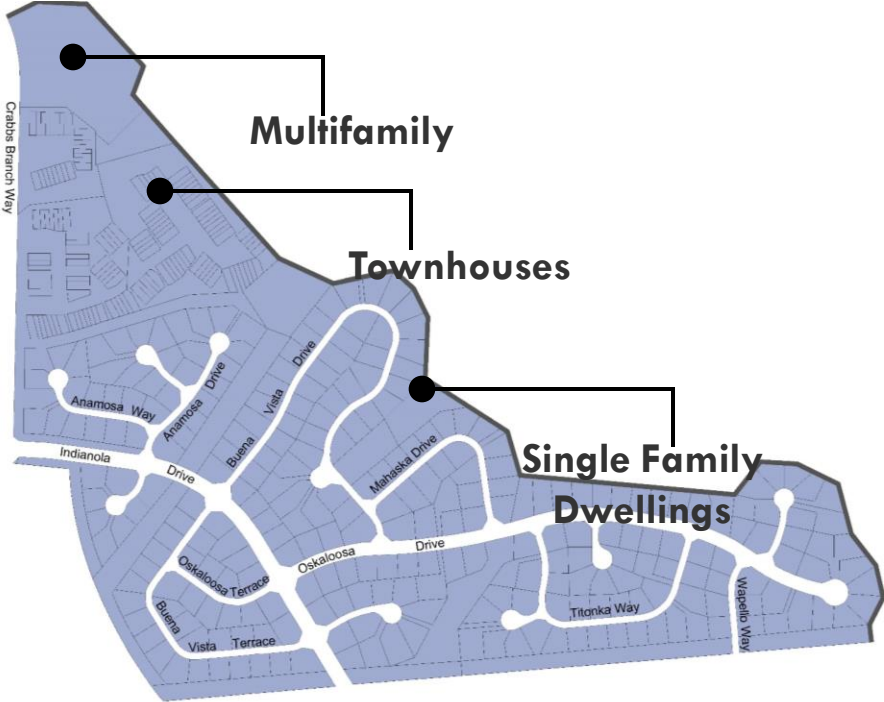 Multifamily
Crabbs Branch Way
Townhouses
Buena Vista Drive
Anamosa Way
Anamosa Drive
Single Family
Dwellings
Mahaska Drive
Indianola Drive
Oskaloosa Drive
Oskaloosa Terrace
Buena Vista Terrace
Titonka Way
Wapello Way